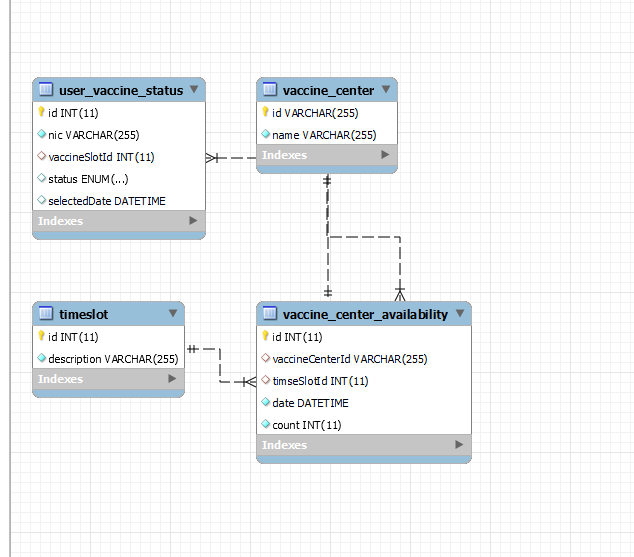 user_vaccine_status
id INT(11)
nic VARCHAR(255)
vaccineSlotId INT(11)
status ENUM(...)
selectedDate DATETIME
Indexes
vaccine_center
id VARCHAR(255)
name VARCHAR(255)
Indexes
timeslot
id INT(11)
description VARCHAR(255)
Indexes
vaccine_center_availability
id INT(11)
vaccineCenterId VARCHAR(255)
timseSlotId INT(11)
date DATETIME
count INT(11)
Indexes